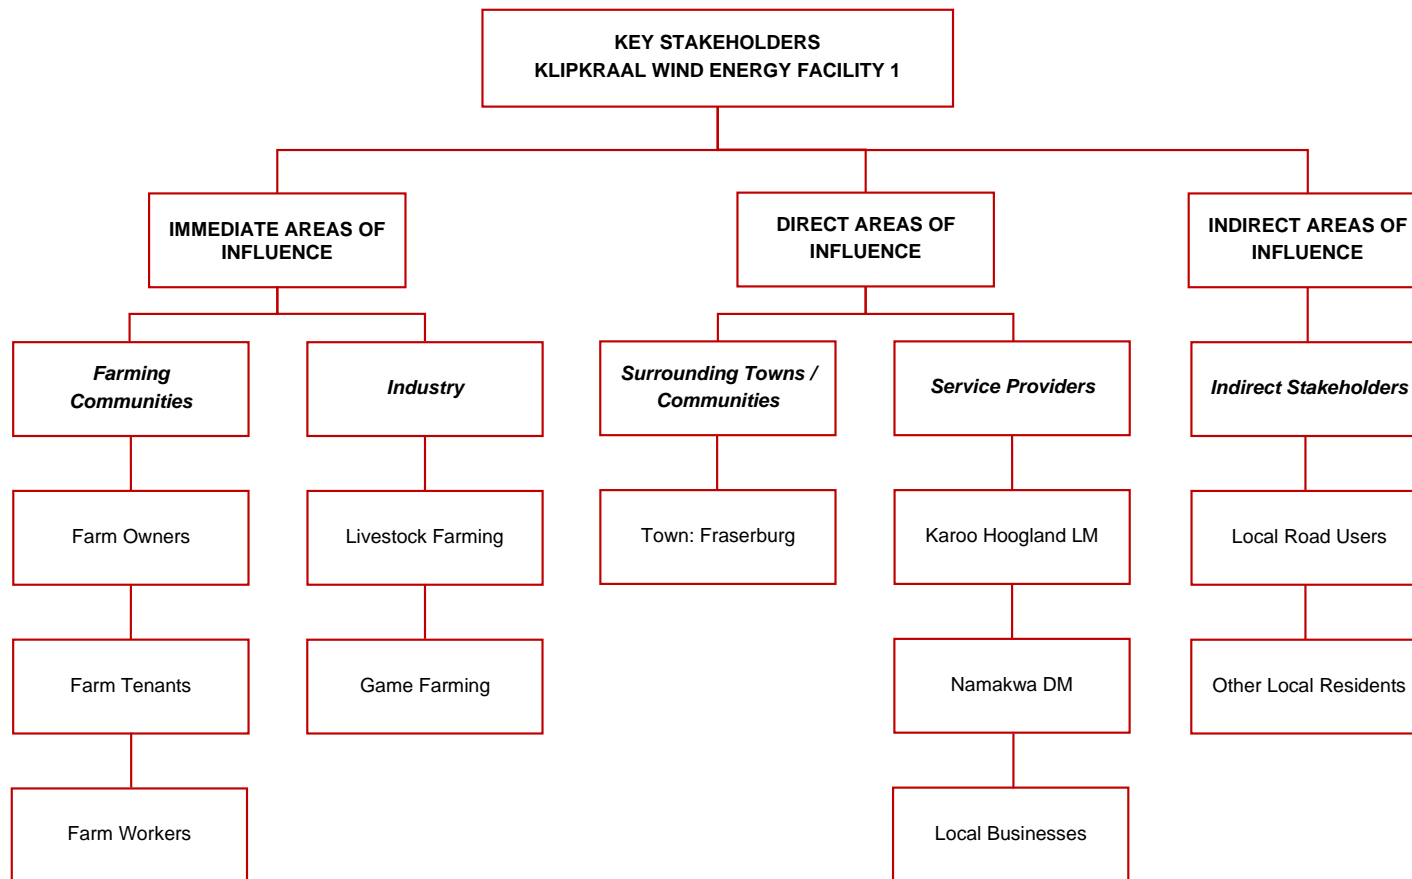 KEY STAKEHOLDERS
KLIPKRAAL WIND ENERGY FACILITY 1
IMMEDIATE AREAS OF
INFLUENCE
DIRECT AREAS OF
INFLUENCE
INDIRECT AREAS OF
INFLUENCE
Farming
Communities
Industry
Surrounding Towns /
Communities
Service Providers
Indirect Stakeholders
Farm Owners
Livestock Farming
Town: Fraserburg
Karoo Hoogland LM
Local Road Users
Farm Tenants
Game Farming
Namakwa DM
Other Local Residents
Farm Workers
Local Businesses